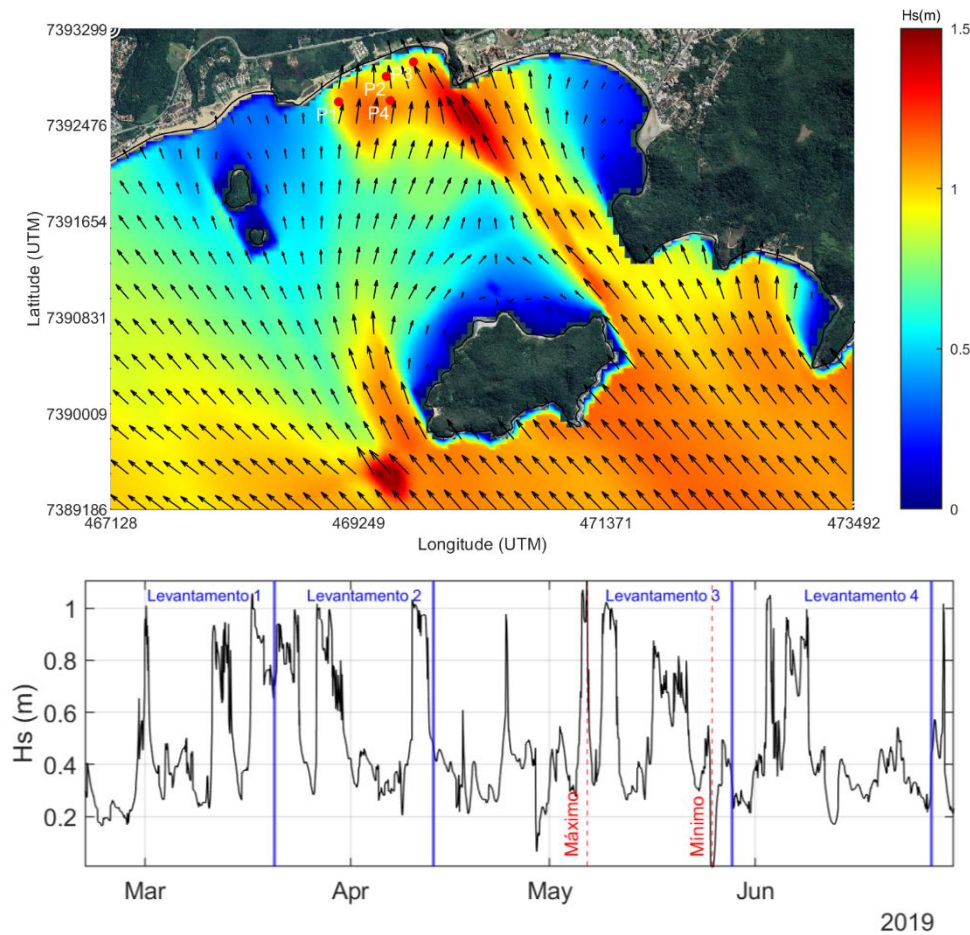 Hs(m)
7393299
7392476
7391654
7390831
7390009
7389186
Latitude (UTM)
P1
P2
P3
P4
1.5
1
0.5
0
467128
469249
471371
473492
Longitude (UTM)
Levantamento 1
Levantamento 2
Levantamento 3
Levantamento 4
1
0.8
0.6
0.4
0.2
Hs (m)
Máximo
Mínimo
Mar
Apr
May
Jun
2019